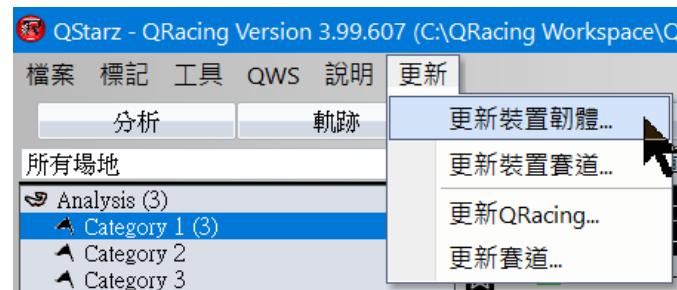 QStarz - QRacing Version 3.99.607 (C:\QRacing Workspace\Q
檔案 標記 工具 QWS 說明 更新
分析 軌跡
更新裝置韌體...
所有場地
更新裝置賽道...
Analysis (3)
Category 1 (3)
更新QRacing...
Category 2
更新賽道...
Category 3